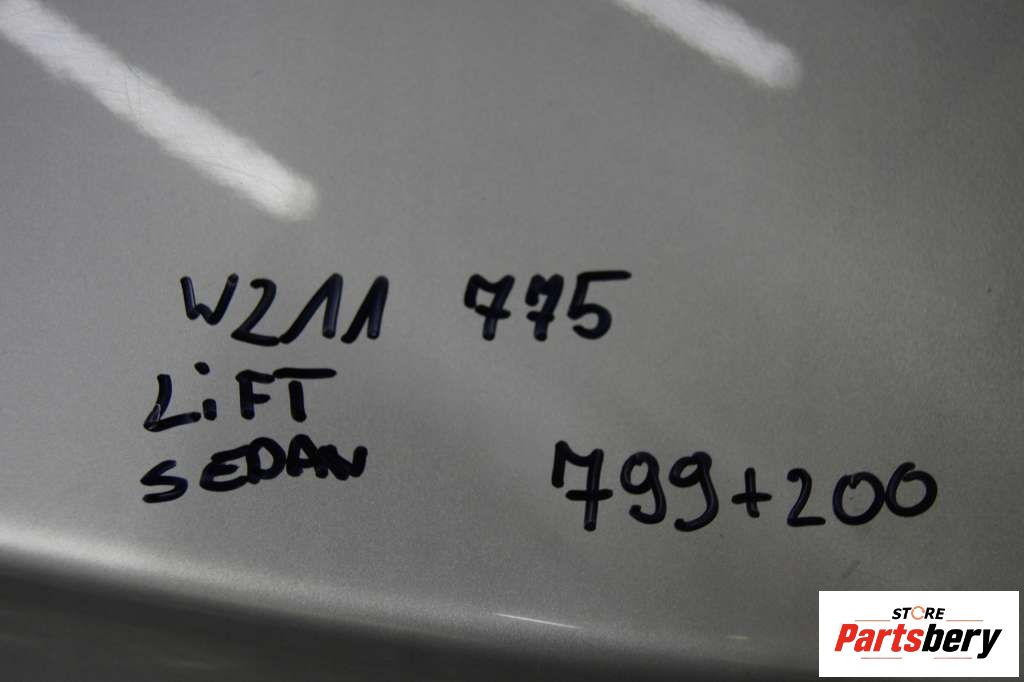 W211 775
LiFT
SEDAN
799+200
STORE
Partsbery